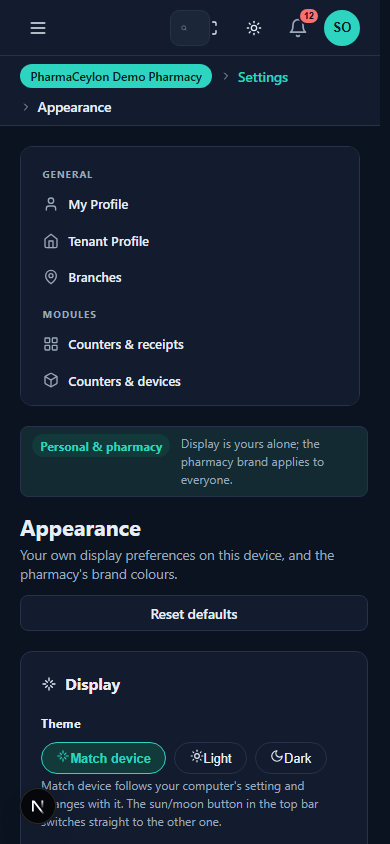 12
SO
PharmaCeylon Demo Pharmacy > Settings
> Appearance
GENERAL
My Profile
Tenant Profile
Branches
MODULES
Counters & receipts
Counters & devices
Personal & pharmacy
Display is yours alone; the
pharmacy brand applies to
everyone.
Appearance
Your own display preferences on this device, and the
pharmacy's brand colours.
Reset defaults
Display
Theme
Match device
Light
Dark
Match device follows your computer's setting and
changes with it. The sun/moon button in the top bar
switches straight to the other one.
N